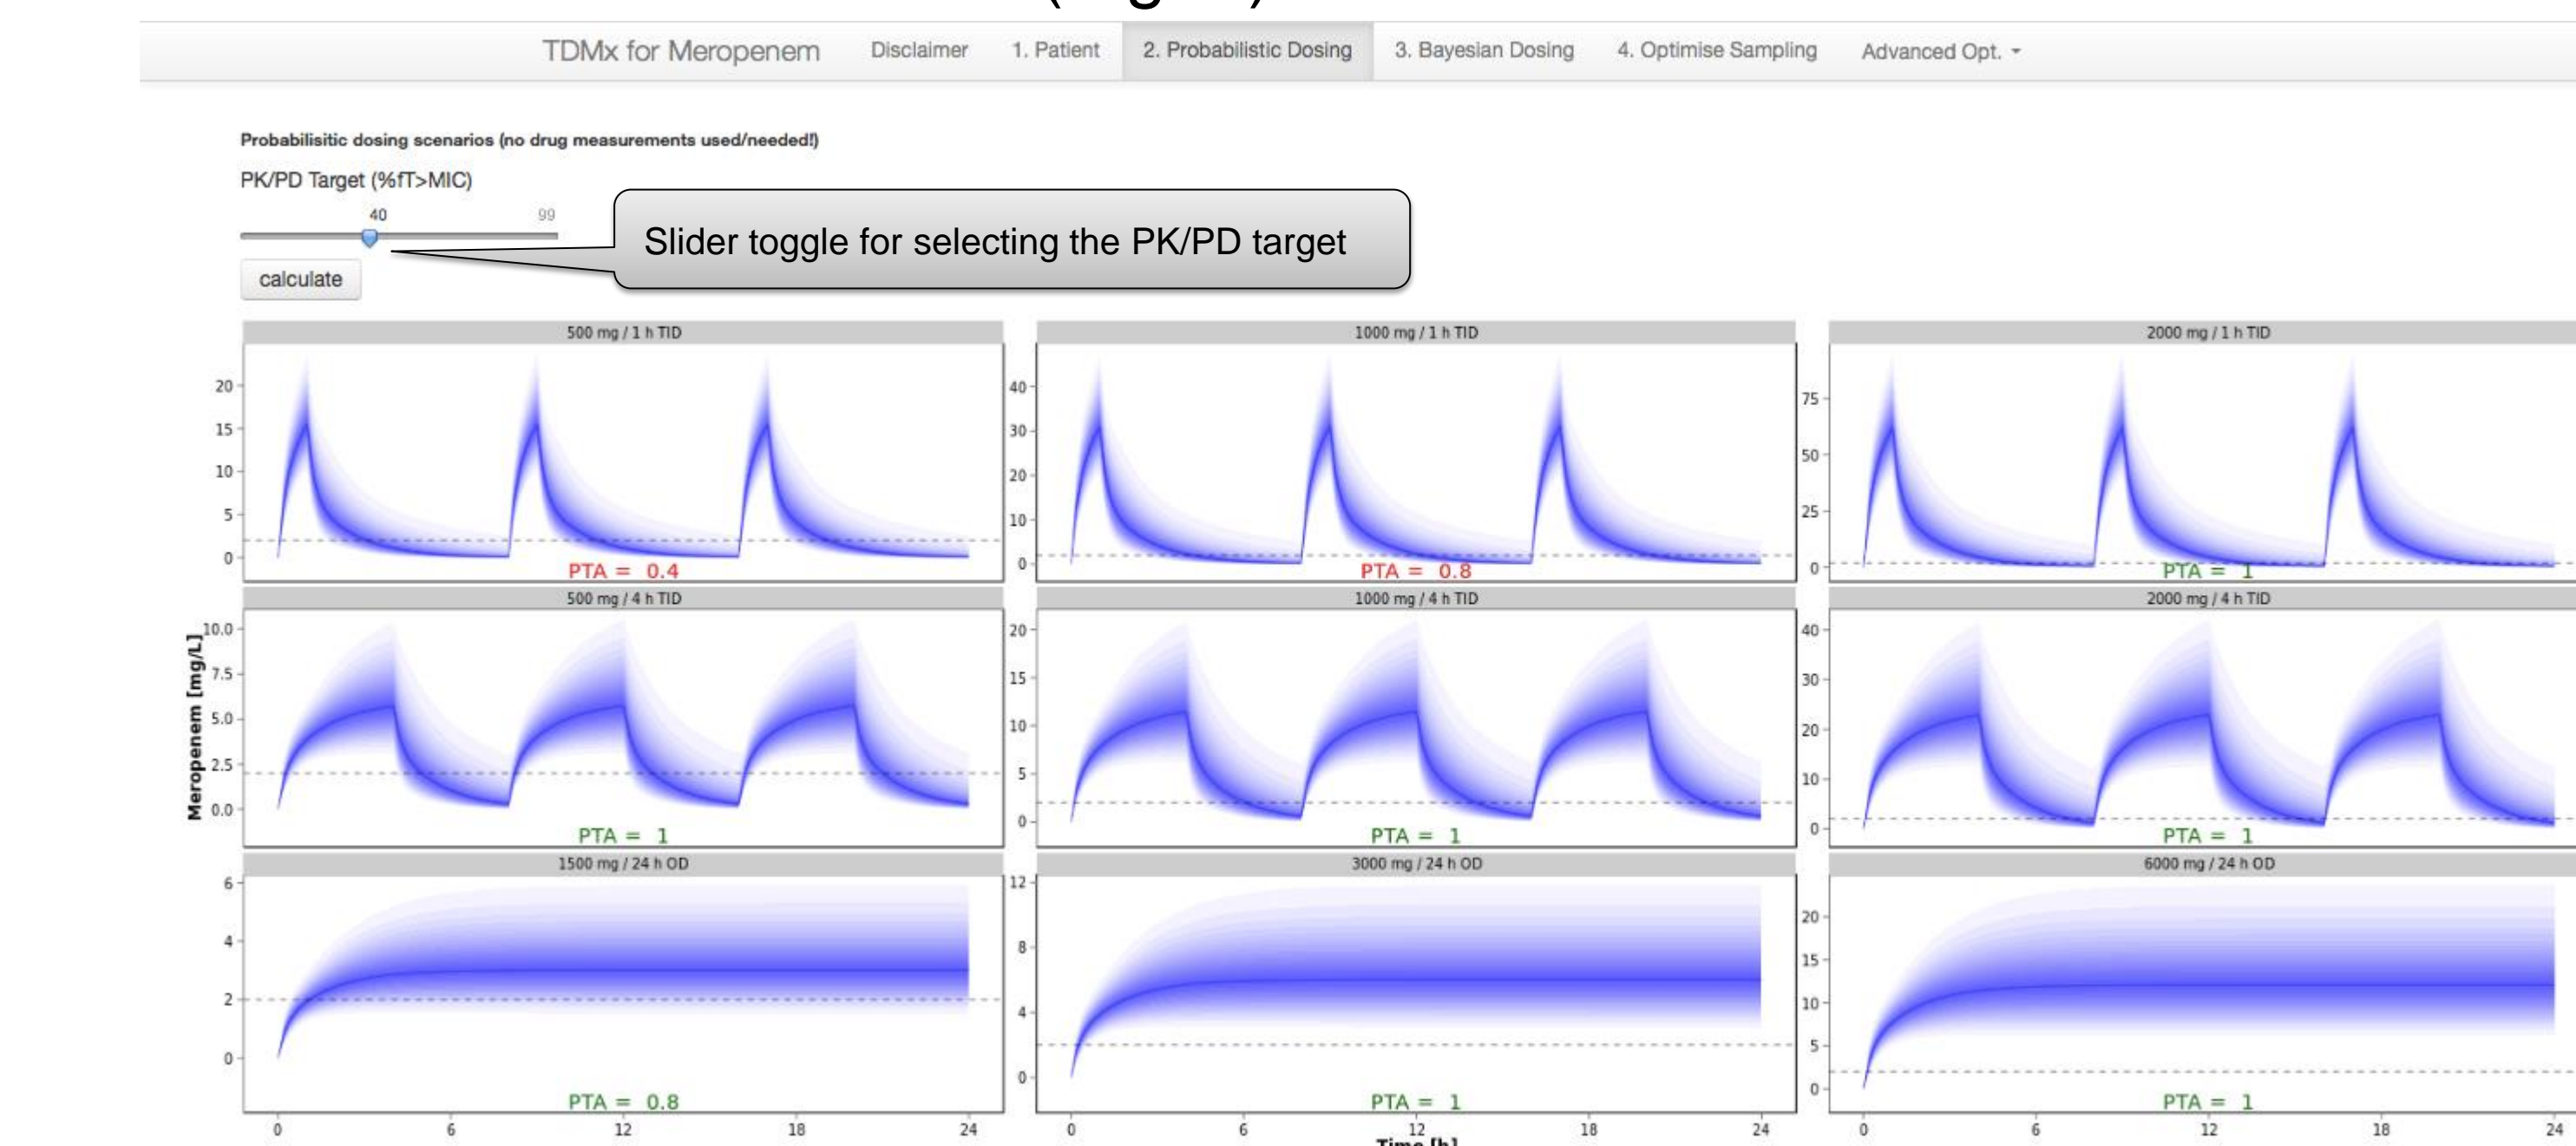 TDMx for Meropenem Disclaimer 1. Patient 2. Probabilistic Dosing 3. Bayesian Dosing 4. Optimise Sampling Advanced Opt.
Probabilisitic dosing scenarios (no drug measurements used/needed!)
PK/PD Target (%fT>MIC)
40 99
Slider toggle for selecting the PK/PD target
calculate
500 mg / 1 h TID
20
15
10
5
0
PTA = 0.4
1000 mg / 1 h TID
40
30
20
10
0
PTA = 0.8
2000 mg / 1 h TID
75
50
25
0
PTA = 1
Meropenem [mg/L]
500 mg / 4 h TID
10.0
7.5
5.0
2.5
0.0
PTA = 1
1000 mg / 4 h TID
20
15
10
5
0
PTA = 1
2000 mg / 4 h TID
40
30
20
10
0
PTA = 1
1500 mg / 24 h OD
6
4
2
0
PTA = 0.8
0 6 12 18 24
3000 mg / 24 h OD
12
8
4
0
PTA = 1
0 6 12 18 24
6000 mg / 24 h OD
20
15
10
5
0
PTA = 1
0 6 12 18 24
Time [h]